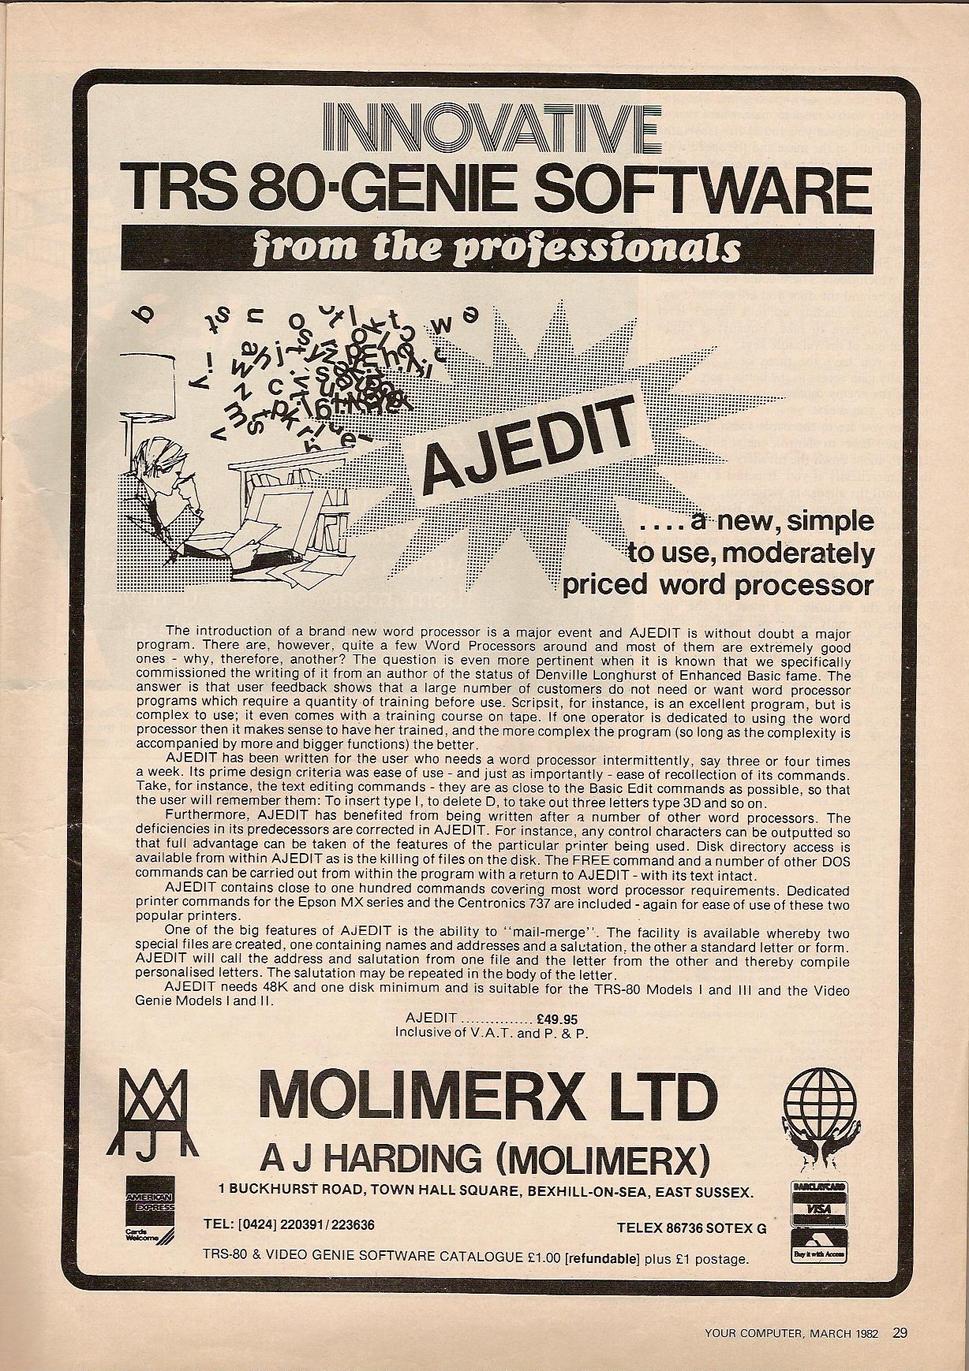 INNOVATIVE
TRS 80-GENIE SOFTWARE
from the professionals
AJEDIT
....a new, simple
to use, moderately
priced word processor
The introduction of a brand new word processor is a major event and AJEDIT is without doubt a major
program. There are, however, quite a few Word Processors around and most of them are extremely good
ones - why, therefore, another? The question is even more pertinent when it is known that we specifically
commissioned the writing of it from an author of the status of Denville Longhurst of Enhanced Basic fame. The
answer is that user feedback shows that a large number of customers do not need or want word processor
programs which require a quantity of training before use. Scripsit, for instance, is an excellent program, but is
complex to use; it even comes with a training course on tape. If one operator is dedicated to using the word
processor then it makes sense to have her trained, and the more complex the program (so long as the complexity is
accompanied by more and bigger functions) the better.
AJEDIT has been written for the user who needs a word processor intermittently, say three or four times
a week. Its prime design criteria was ease of use - and just as importantly - ease of recollection of its commands.
Take, for instance, the text editing commands - they are as close to the Basic Edit commands as possible, so that
the user will remember them: To insert type I, to delete D, to take out three letters type 3D and so on.
Furthermore, AJEDIT has benefited from being written after a number of other word processors. The
deficiencies in its predecessors are corrected in AJEDIT. For instance, any control characters can be outputted so
that full advantage can be taken of the features of the particular printer being used. Disk directory access is
available from within AJEDIT as is the killing of files on the disk. The FREE command and a number of other DOS
commands can be carried out from within the program with a return to AJEDIT - with its text intact.
AJEDIT contains close to one hundred commands covering most word processor requirements. Dedicated
printer commands for the Epson MX series and the Centronics 737 are included - again for ease of use of these two
popular printers.
One of the big features of AJEDIT is the ability to "mail-merge". The facility is available whereby two
special files are created, one containing names and addresses and a salutation, the other a standard letter or form.
AJEDIT will call the address and salutation from one file and the letter from the other and thereby compile
personalised letters. The salutation may be repeated in the body of the letter.
AJEDIT needs 48K and one disk minimum and is suitable for the TRS-80 Models I and III and the Video
Genie Models I and II.
AJEDIT ............... £49.95
Inclusive of V.A.T. and P. & P.
MOLIMERX LTD
A J HARDING (MOLIMERX)
1 BUCKHURST ROAD, TOWN HALL SQUARE, BEXHILL-ON-SEA, EAST SUSSEX.
AMERICAN
EXPRESS
Cards
Welcome
TEL: [0424] 220391/223636
TELEX 86736 SOTEX G
BARCLAYCARD
VISA
Buy it with Access
TRS-80 & VIDEO GENIE SOFTWARE CATALOGUE £1.00 [refundable] plus £1 postage.
YOUR COMPUTER, MARCH 1982 29